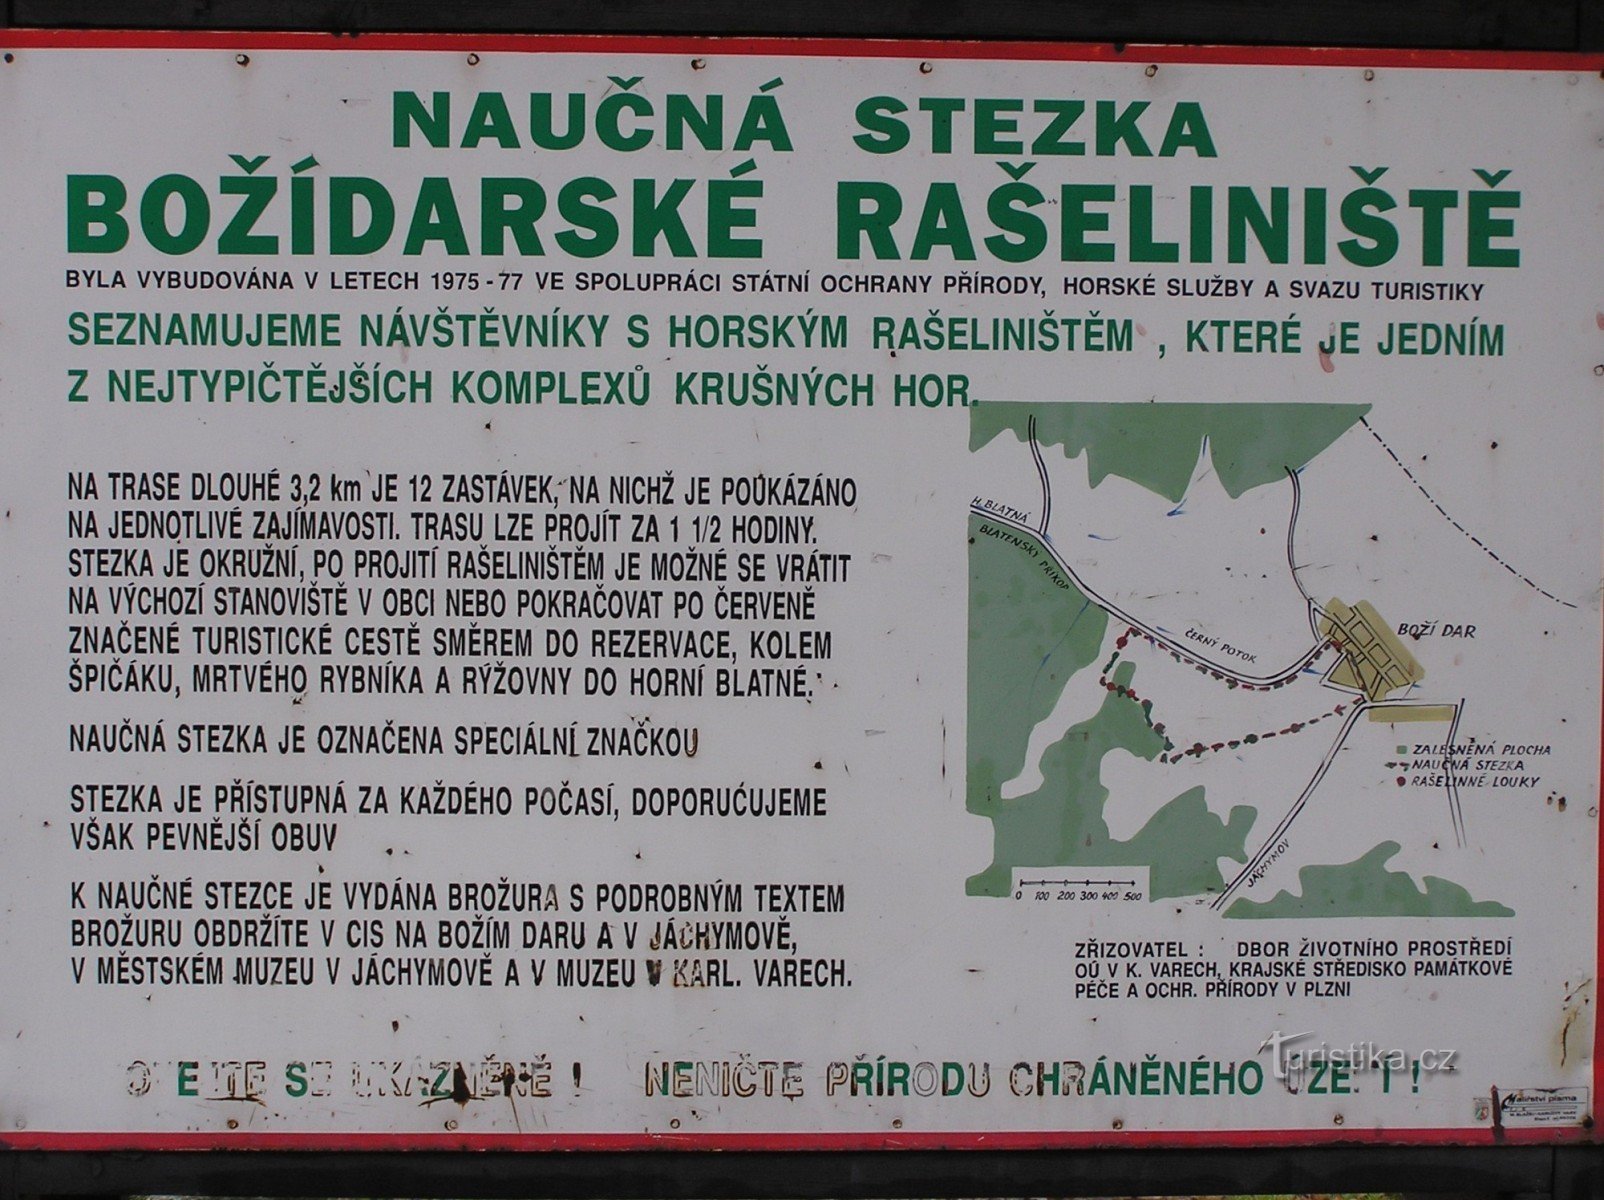 NAUČNÁ STEZKA
BOŽÍDARSKÉ RAŠELINIŠTĚ
BYLA VYBUDOVÁNA V LETECH 1975-77 VE SPOLUPRÁCI STÁTNÍ OCHRANY PŘÍRODY, HORSKÉ SLUŽBY A SVAZU TURISTIKY
SEZNAMUJEME NÁVŠTĚVNÍKY S HORSKÝM RAŠELINIŠTĚM , KTERÉ JE JEDNÍM
Z NEJTYPIČTĚJŠÍCH KOMPLEXŮ KRUŠNÝCH HOR.
NA TRASE DLOUHÉ 3,2 km JE 12 ZASTÁVEK, NA NICHŽ JE POUKÁZÁNO
NA JEDNOTLIVÉ ZAJÍMAVOSTI. TRASU LZE PROJÍT ZA 1 1/2 HODINY.
STEZKA JE OKRUŽNÍ, PO PROJITÍ RAŠELINIŠTĚM JE MOŽNÉ SE VRÁTIT
NA VÝCHOZÍ STANOVIŠTĚ V OBCI NEBO POKRAČOVAT PO ČERVENĚ
ZNAČENÉ TURISTICKÉ CESTĚ SMĚREM DO REZERVACE, KOLEM
ŠPIČÁKU, MRTVÉHO RYBNÍKA A RÝŽOVNY DO HORNÍ BLATNÉ.
NAUČNÁ STEZKA JE OZNAČENA SPECIÁLNÍ ZNAČKOU
STEZKA JE PŘÍSTUPNÁ ZA KAŽDÉHO POČASÍ, DOPORUĆUJEME
VŠAK PEVNĚJŠÍ OBUV
K NAUČNÉ STEZCE JE VYDÁNA BROŽURA S PODROBNÝM TEXTEM
BROŽURU OBDRŽÍTE V CIS NA BOŽÍM DARU A V JÁCHYMOVĚ,
V MĚSTSKÉM MUZEU V JÁCHYMOVĚ A V MUZEU V KARL. VARECH.
H. BLATNÁ
BLATENSKÝ PŘÍKOP
ČERNÝ POTOK
BOŽÍ DAR
ZALESNĚNÁ PLOCHA
NAUČNÁ STEZKA
RAŠELINNÉ LOUKY
JÁCHYMOV
0 100 200 300 400 500
ZŘIZOVATEL : DBOR ŽIVOTNÍHO PROSTŘEDÍ
OÚ V K. VARECH, KRAJSKÉ STŘEDISKO PAMÁTKOVÉ
PÉČE A OCHR. PŘÍRODY V PLZNI
SE UKÁZNĚNĚ ! NENIČTE PŘÍRODU CHRÁNĚNÉHO ÚZEMÍ !
Turistika.cz
Malířství písma